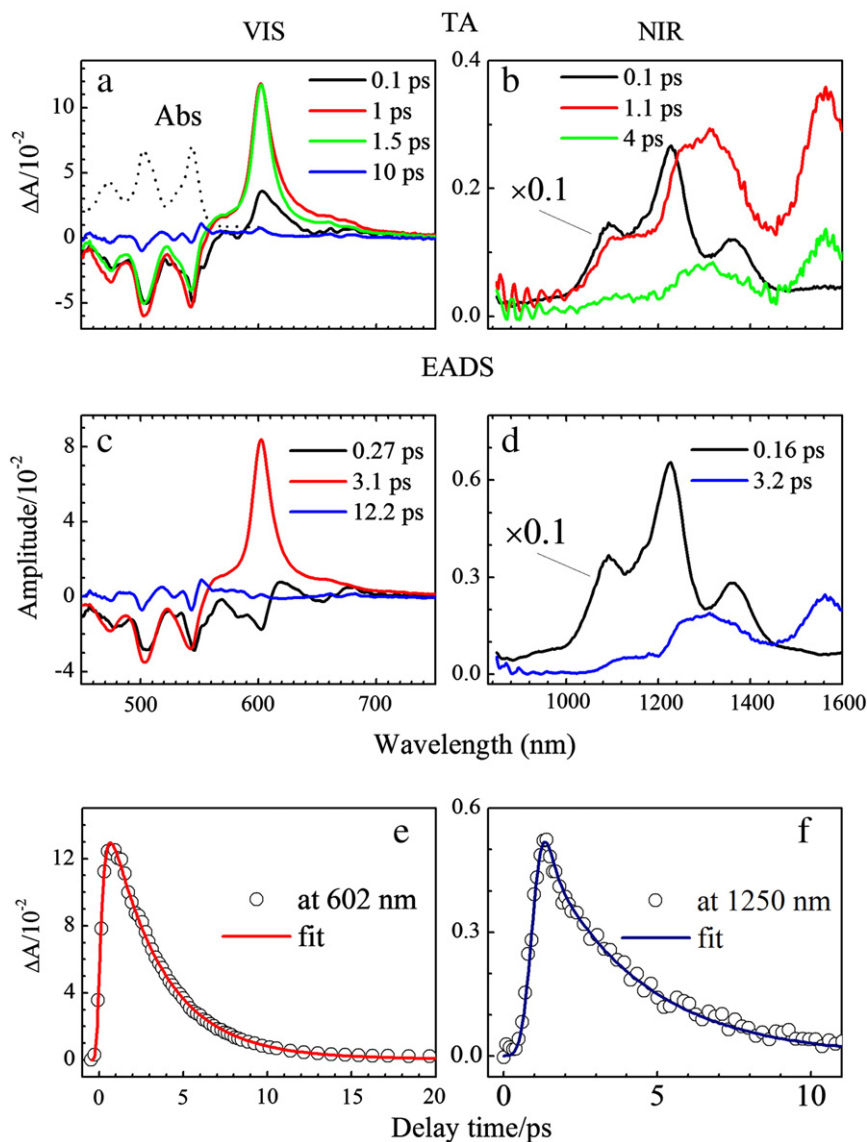 TA
VIS
NIR
a
Abs
0.1 ps
1 ps
1.5 ps
10 ps
10
5
0
-5
ΔA/10⁻²
500
600
700
b
0.1 ps
1.1 ps
4 ps
×0.1
0.4
0.2
0.0
EADS
c
0.27 ps
3.1 ps
12.2 ps
8
4
0
-4
Amplitude/10⁻²
500
600
700
d
0.16 ps
3.2 ps
×0.1
0.6
0.3
0.0
1000
1200
1400
1600
Wavelength (nm)
e
at 602 nm
fit
12
8
4
0
ΔA/10⁻²
0
5
10
15
20
f
at 1250 nm
fit
0.6
0.3
0.0
0
5
10
Delay time/ps